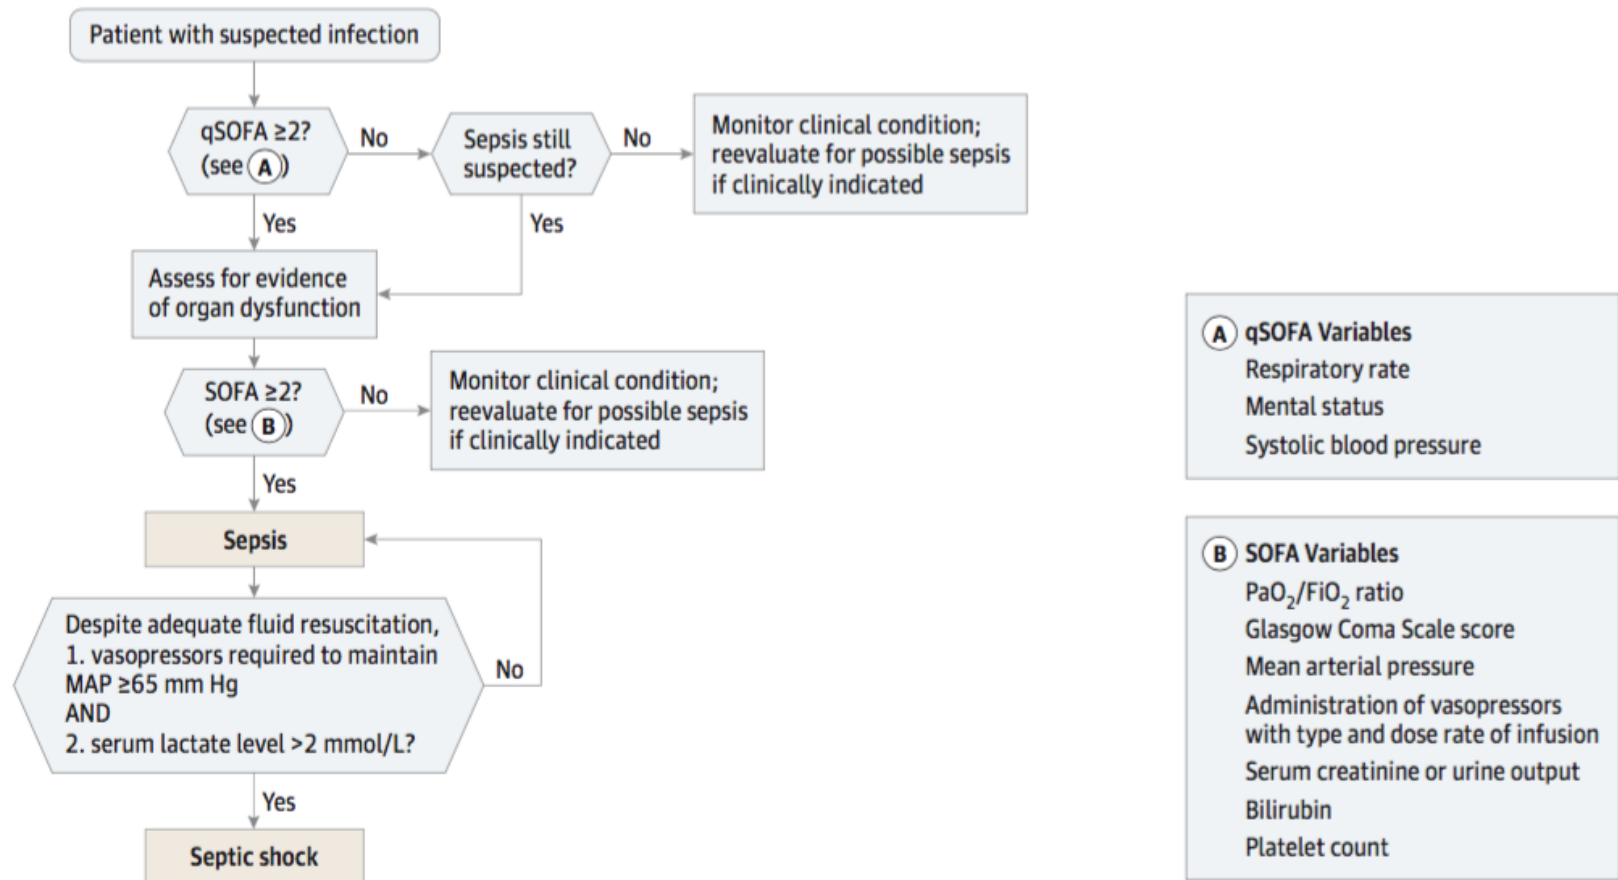 Patient with suspected infection
qSOFA ≥2?
(see A)
No
Sepsis still
suspected?
No
Monitor clinical condition;
reevaluate for possible sepsis
if clinically indicated
Yes
Yes
Assess for evidence
of organ dysfunction
SOFA ≥2?
(see B)
No
Monitor clinical condition;
reevaluate for possible sepsis
if clinically indicated
Yes
Sepsis
Despite adequate fluid resuscitation,
1. vasopressors required to maintain
MAP ≥65 mm Hg
AND
2. serum lactate level >2 mmol/L?
No
Yes
Septic shock
A qSOFA Variables
Respiratory rate
Mental status
Systolic blood pressure
B SOFA Variables
PaO₂/FiO₂ ratio
Glasgow Coma Scale score
Mean arterial pressure
Administration of vasopressors
with type and dose rate of infusion
Serum creatinine or urine output
Bilirubin
Platelet count